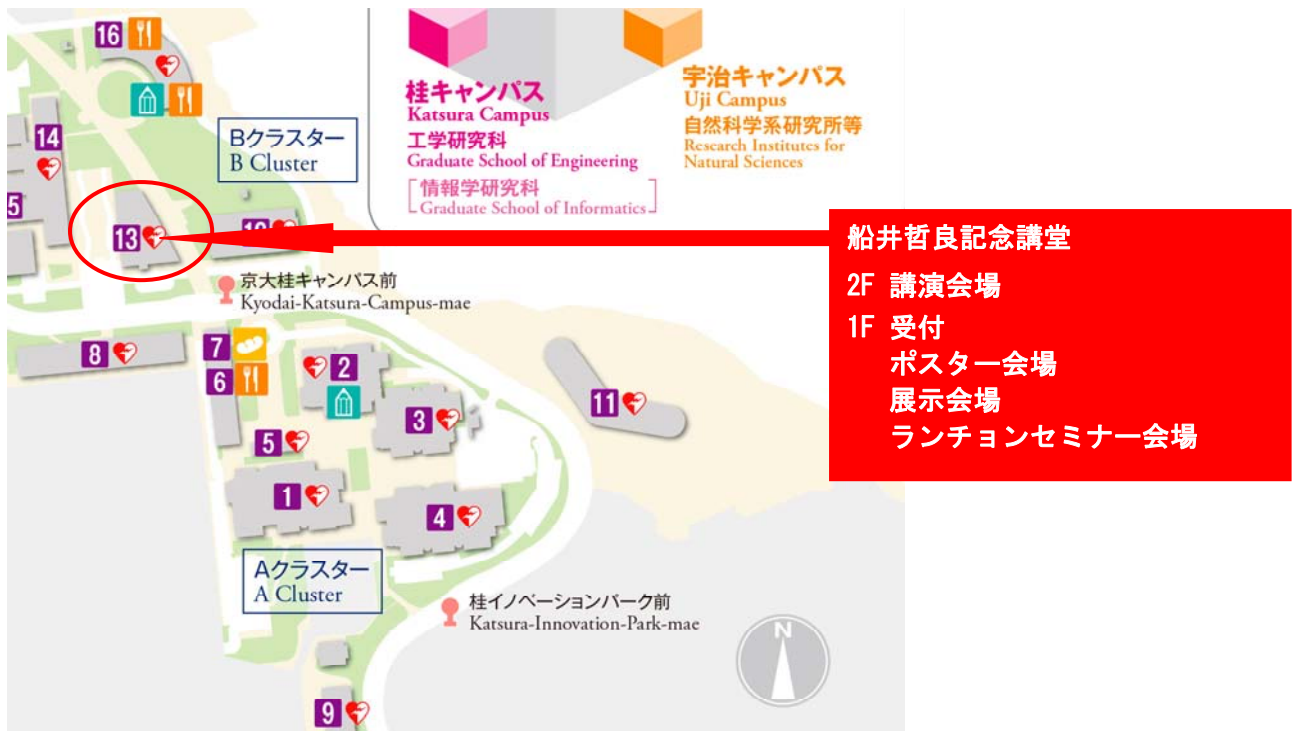 16
桂キャンパス
Katsura Campus
工学研究科
Graduate School of Engineering
情報学研究科
Graduate School of Informatics
宇治キャンパス
Uji Campus
自然科学系研究所等
Research Institutes for
Natural Sciences
14
Bクラスター
B Cluster
5
13
船井哲良記念講堂
2F 講演会場
1F 受付
ポスター会場
展示会場
ランチョンセミナー会場
京大桂キャンパス前
Kyodai-Katsura-Campus-mae
8
7
6
2
3
11
5
1
4
Aクラスター
A Cluster
桂イノベーションパーク前
Katsura-Innovation-Park-mae
N
9